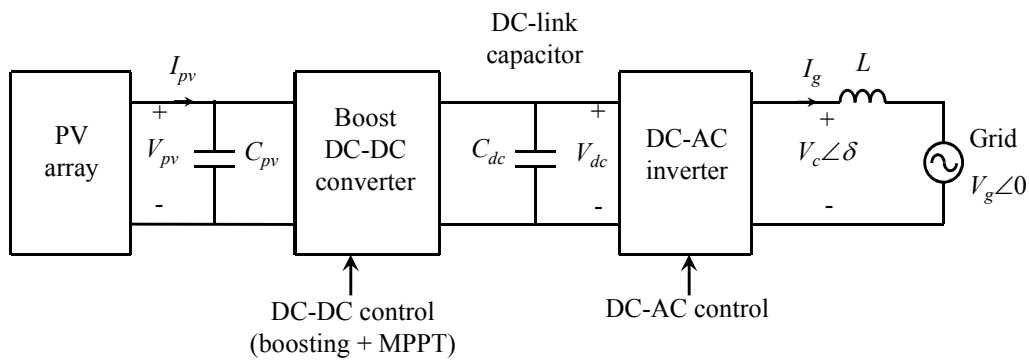 DC-link
capacitor
I_pv
I_g
L
+
+
+
PV
array
V_pv
C_pv
Boost
DC-DC
converter
C_dc
V_dc
DC-AC
inverter
V_c∠δ
Grid
V_g∠0
-
-
-
DC-DC control
(boosting + MPPT)
DC-AC control